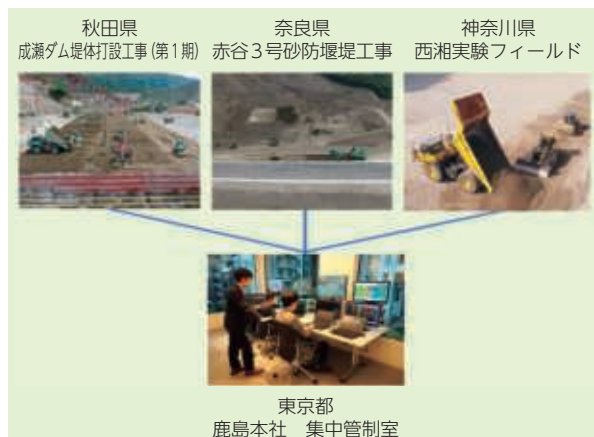 秋田県
成瀬ダム堤体打設工事(第1期)
奈良県
赤谷3号砂防堰堤工事
神奈川県
西湘実験フィールド
東京都
鹿島本社　集中管制室